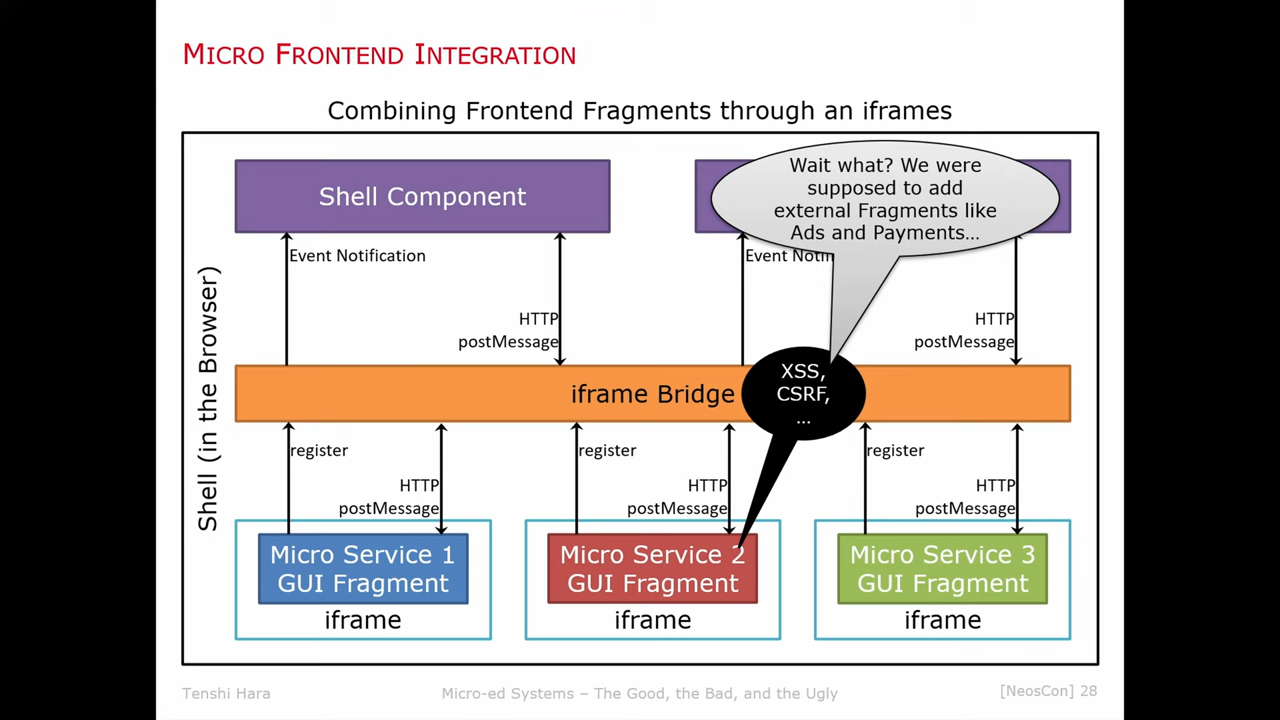 MICRO FRONTEND INTEGRATION
Combining Frontend Fragments through an iframes
Shell (in the Browser)
Shell Component
Wait what? We were
supposed to add
external Fragments like
Ads and Payments...
Event Notification
HTTP
postMessage
Event Notifi
HTTP
postMessage
iframe Bridge
XSS,
CSRF,
...
register
HTTP
postMessage
register
HTTP
postMessage
register
HTTP
postMessage
Micro Service 1
GUI Fragment
iframe
Micro Service 2
GUI Fragment
iframe
Micro Service 3
GUI Fragment
iframe
Tenshi Hara
Micro-ed Systems – The Good, the Bad, and the Ugly
[NeosCon] 28